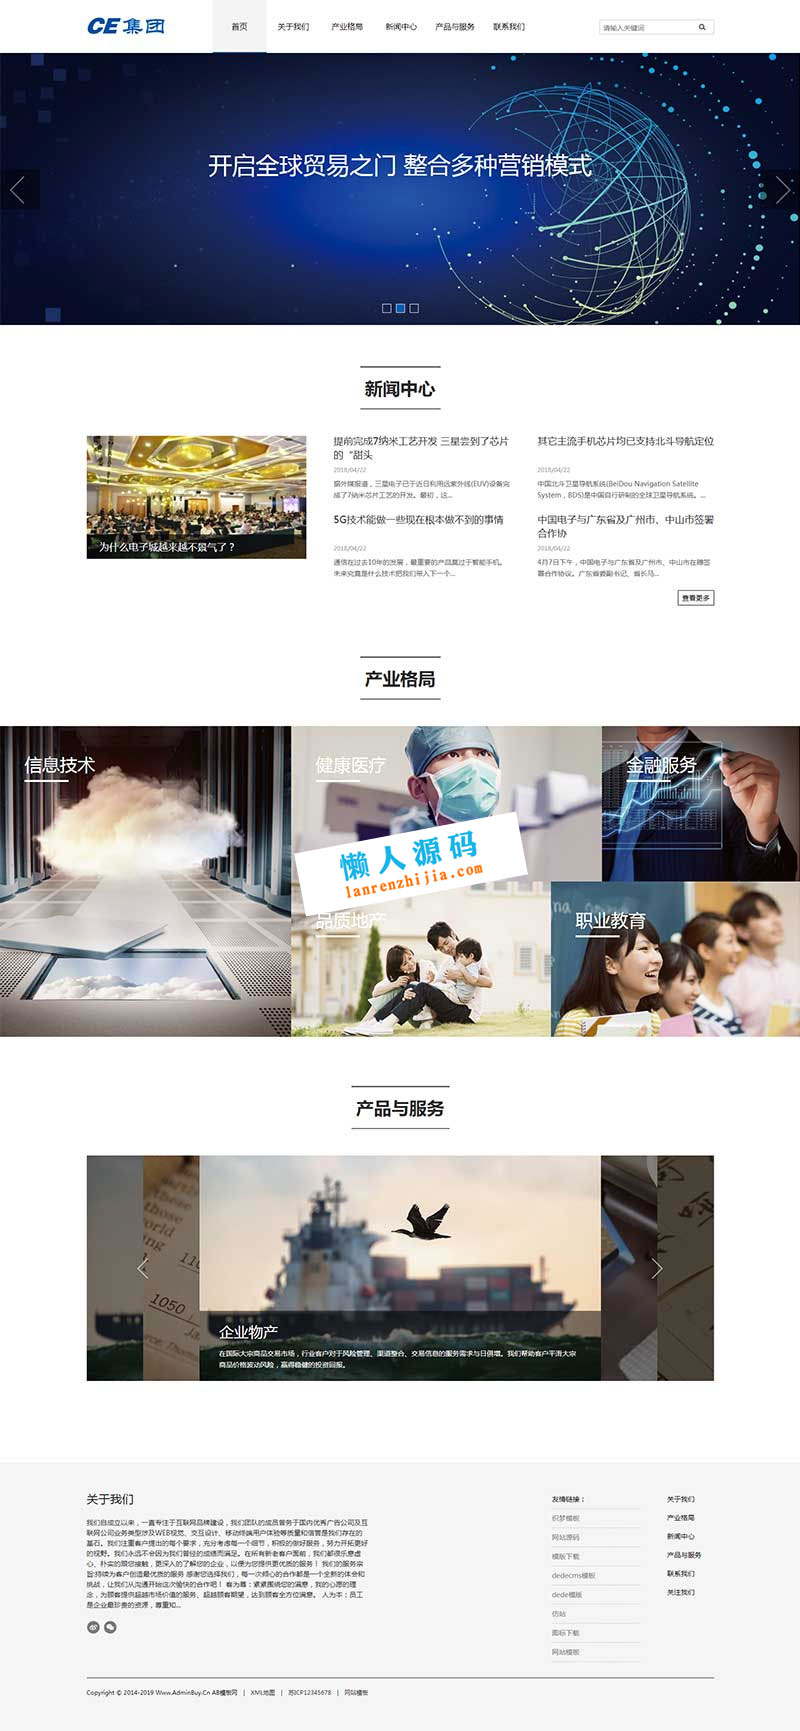 CE 集团
首页 关于我们 产业格局 新闻中心 产品与服务 联系我们
请输入关键词
开启全球贸易之门 整合多种营销模式
新闻中心
为什么电子城越来越不景气了？
提前完成7纳米工艺开发 三星尝到了芯片
的“甜头
2018/04/22
据外媒报道，三星电子已于近日利用远紫外线(EUV)设备完
成了7纳米芯片工艺的开发。最初，这...
其它主流手机芯片均已支持北斗导航定位
2018/04/22
中国北斗卫星导航系统(BeiDou Navigation Satellite
System，BDS)是中国自行研制的全球卫星导航系统。...
5G技术能做一些现在根本做不到的事情
2018/04/22
通信在过去10年的发展，最重要的产品莫过于智能手机。
未来究竟是什么技术把我们带入下一个...
中国电子与广东省及广州市、中山市签署
合作协
2018/04/22
4月7日下午，中国电子与广东省及广州市、中山市在穗签
署合作协议。广东省委副书记、省长马...
查看更多
产业格局
信息技术
健康医疗
金融服务
懒人源码
lanrenzhijia.com
品质地产
职业教育
产品与服务
these
those
world
ing
1050
企业物产
在国际大宗商品交易市场，行业客户对于风险管理、渠道整合、交易信息的服务需求与日俱增。我们帮助客户平滑大宗
商品价格波动风险，赢得稳健的投资回报。
关于我们
我们自成立以来，一直专注于互联网品牌建设，我们团队的成员曾务于国内优秀广告公司及互
联网公司业务类型涉及WEB视觉、交互设计、移动终端用户体验等质量和信誉是我们存在的
基石。我们注重客户提出的每个要求，充分考虑每一个细节，积极的做好服务，努力开拓更好
的视野。我们永远不会因为我们曾经的成绩而满足。在所有新老客户面前，我们都很乐意虚
心、朴实的跟您接触，更深入的了解您的企业，以便为您提供更优质的服务！ 我们的服务宗
旨:持续为客户创造最优质的服务 感谢您选择我们，每一次倾心的合作都是一个全新的体会和
挑战，让我们从沟通开始这次愉快的合作吧！ 客为尊：紧紧围绕您的满意，我的心愿的理
念，为顾客提供超越市场价值的服务、超越顾客期望，达到顾客全方位满意。 人为本：员工
是企业最珍贵的资源，尊重知...
友情链接：
织梦模板
网站源码
模版下载
dedecms模板
dede模板
仿站
图标下载
网站模板
关于我们
产业格局
新闻中心
产品与服务
联系我们
关注我们
Copyright © 2014-2019 Www.AdminBuy.Cn AB模板网 | XML地图 | 苏ICP12345678 | 网站模板